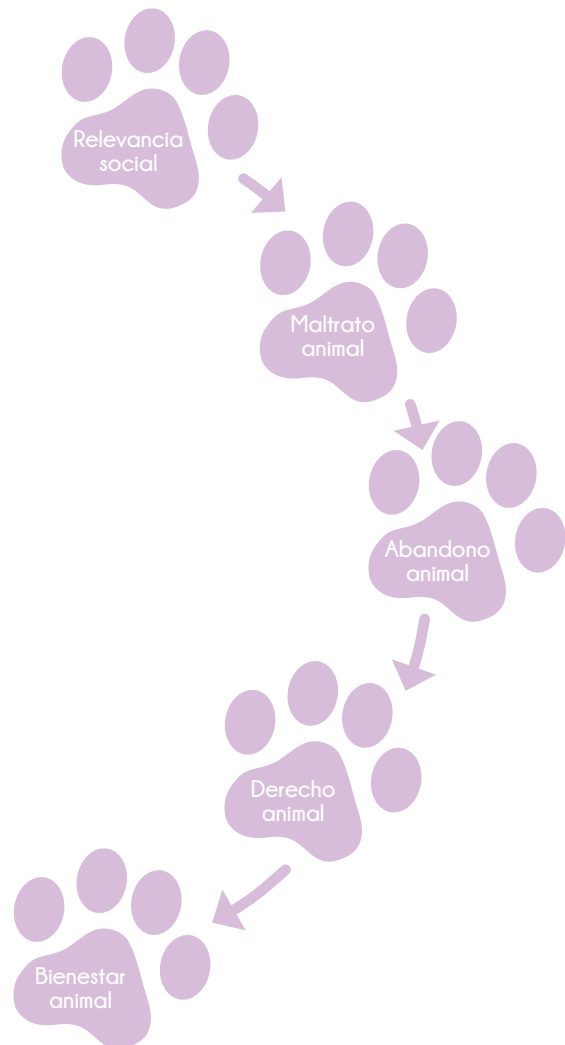 Relevancia
social
Maltrato
animal
Abandono
animal
Derecho
animal
Bienestar
animal